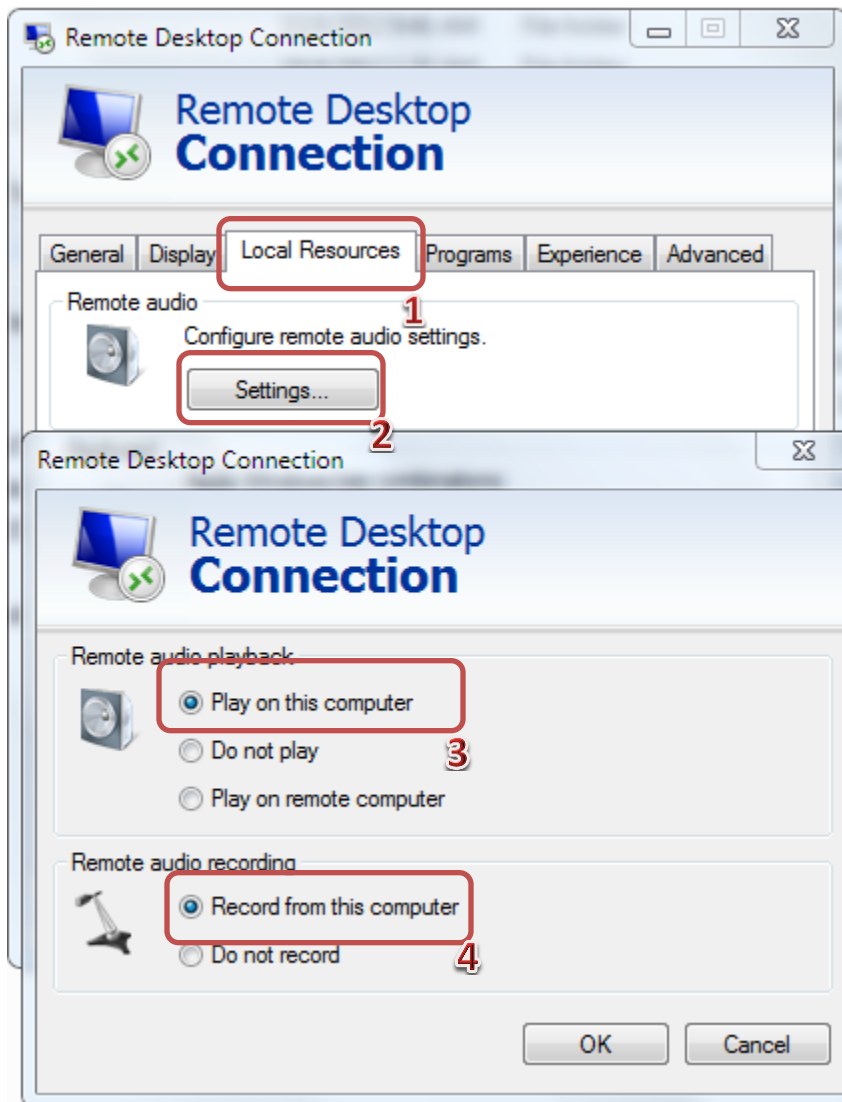 Remote Desktop Connection
Remote Desktop
Connection
General Display Local Resources Programs Experience Advanced
1
Remote audio
Configure remote audio settings.
Settings...
2
Remote Desktop Connection
Remote Desktop
Connection
Remote audio playback
Play on this computer
3
Do not play
Play on remote computer
Remote audio recording
Record from this computer
4
Do not record
OK Cancel